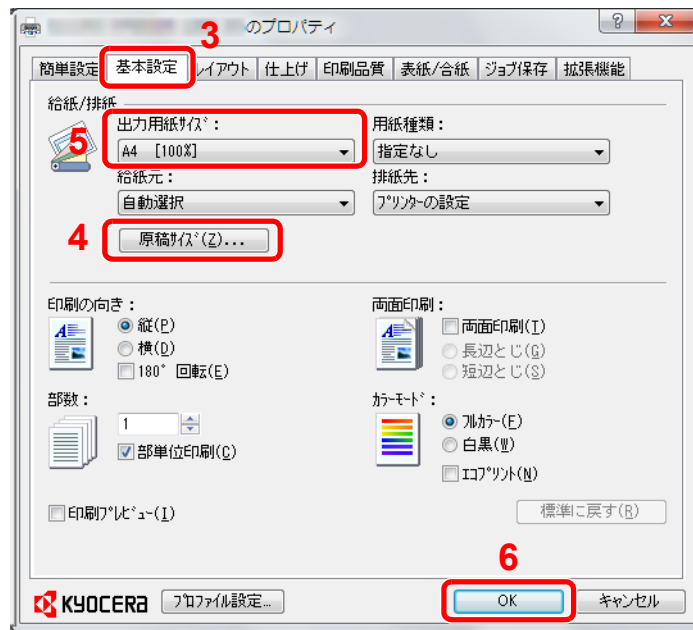 のプロパティ
3
簡単設定 基本設定 レイアウト 仕上げ 印刷品質 表紙/合紙 ジョブ保存 拡張機能
給紙/排紙
5
出力用紙ｻｲｽﾞ: 用紙種類:
A4 [100%] 指定なし
給紙元: 排紙先:
自動選択 ﾌﾟﾘﾝﾀｰの設定
4 原稿ｻｲｽﾞ(Z)...
印刷の向き: 両面印刷:
縦(P) 両面印刷(I)
横(D) 長辺とじ(G)
180° 回転(E) 短辺とじ(S)
部数: ｶﾗｰﾓｰﾄﾞ:
1 ﾌﾙｶﾗｰ(F)
部単位印刷(C) 白黒(W)
ｴｺﾌﾟﾘﾝﾄ(N)
印刷ﾌﾟﾚﾋﾞｭｰ(I) 標準に戻す(R)
6
KYOCERA ﾌﾟﾛﾌｧｲﾙ設定... OK キャンセル